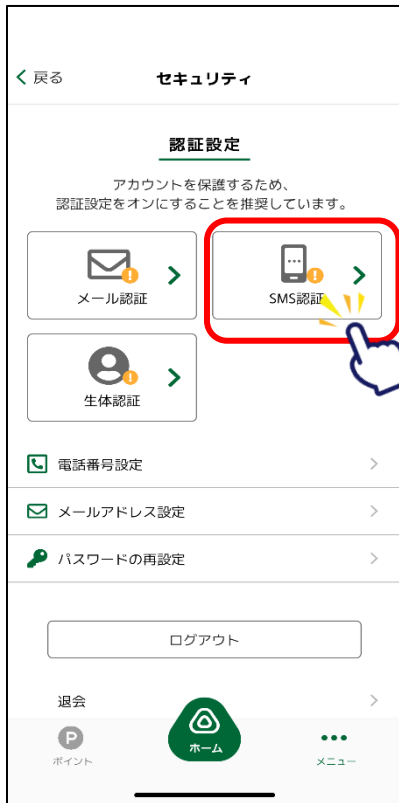 戻る
セキュリティ
認証設定
アカウントを保護するため、
認証設定をオンにすることを推奨しています。
メール認証
SMS認証
生体認証
電話番号設定
メールアドレス設定
パスワードの再設定
ログアウト
退会
P
ポイント
ホーム
メニュー